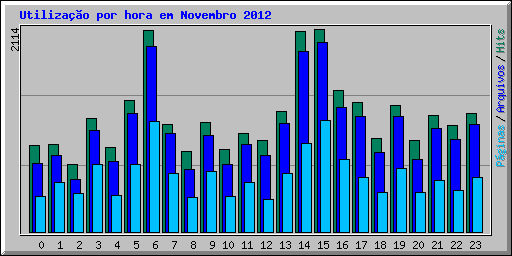 Utilização por hora em Novembro 2012
2114
0 1 2 3 4 5 6 7 8 9 10 11 12 13 14 15 16 17 18 19 20 21 22 23
Páginas / Arquivos / Hits